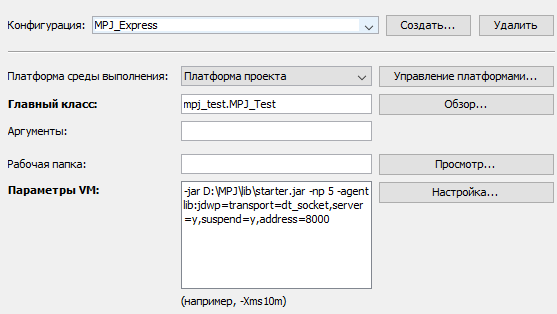 Конфигурация: MPJ_Express Создать... Удалить
Платформа среды выполнения: Платформа проекта Управление платформами...
Главный класс: mpj_test.MPJ_Test Обзор...
Аргументы:
Рабочая папка: Просмотр...
Параметры VM: -jar D:\MPJ\lib\starter.jar -np 5 -agent Настройка...
lib:jdwp=transport=dt_socket,server
=y,suspend=y,address=8000
(например, -Xms10m)